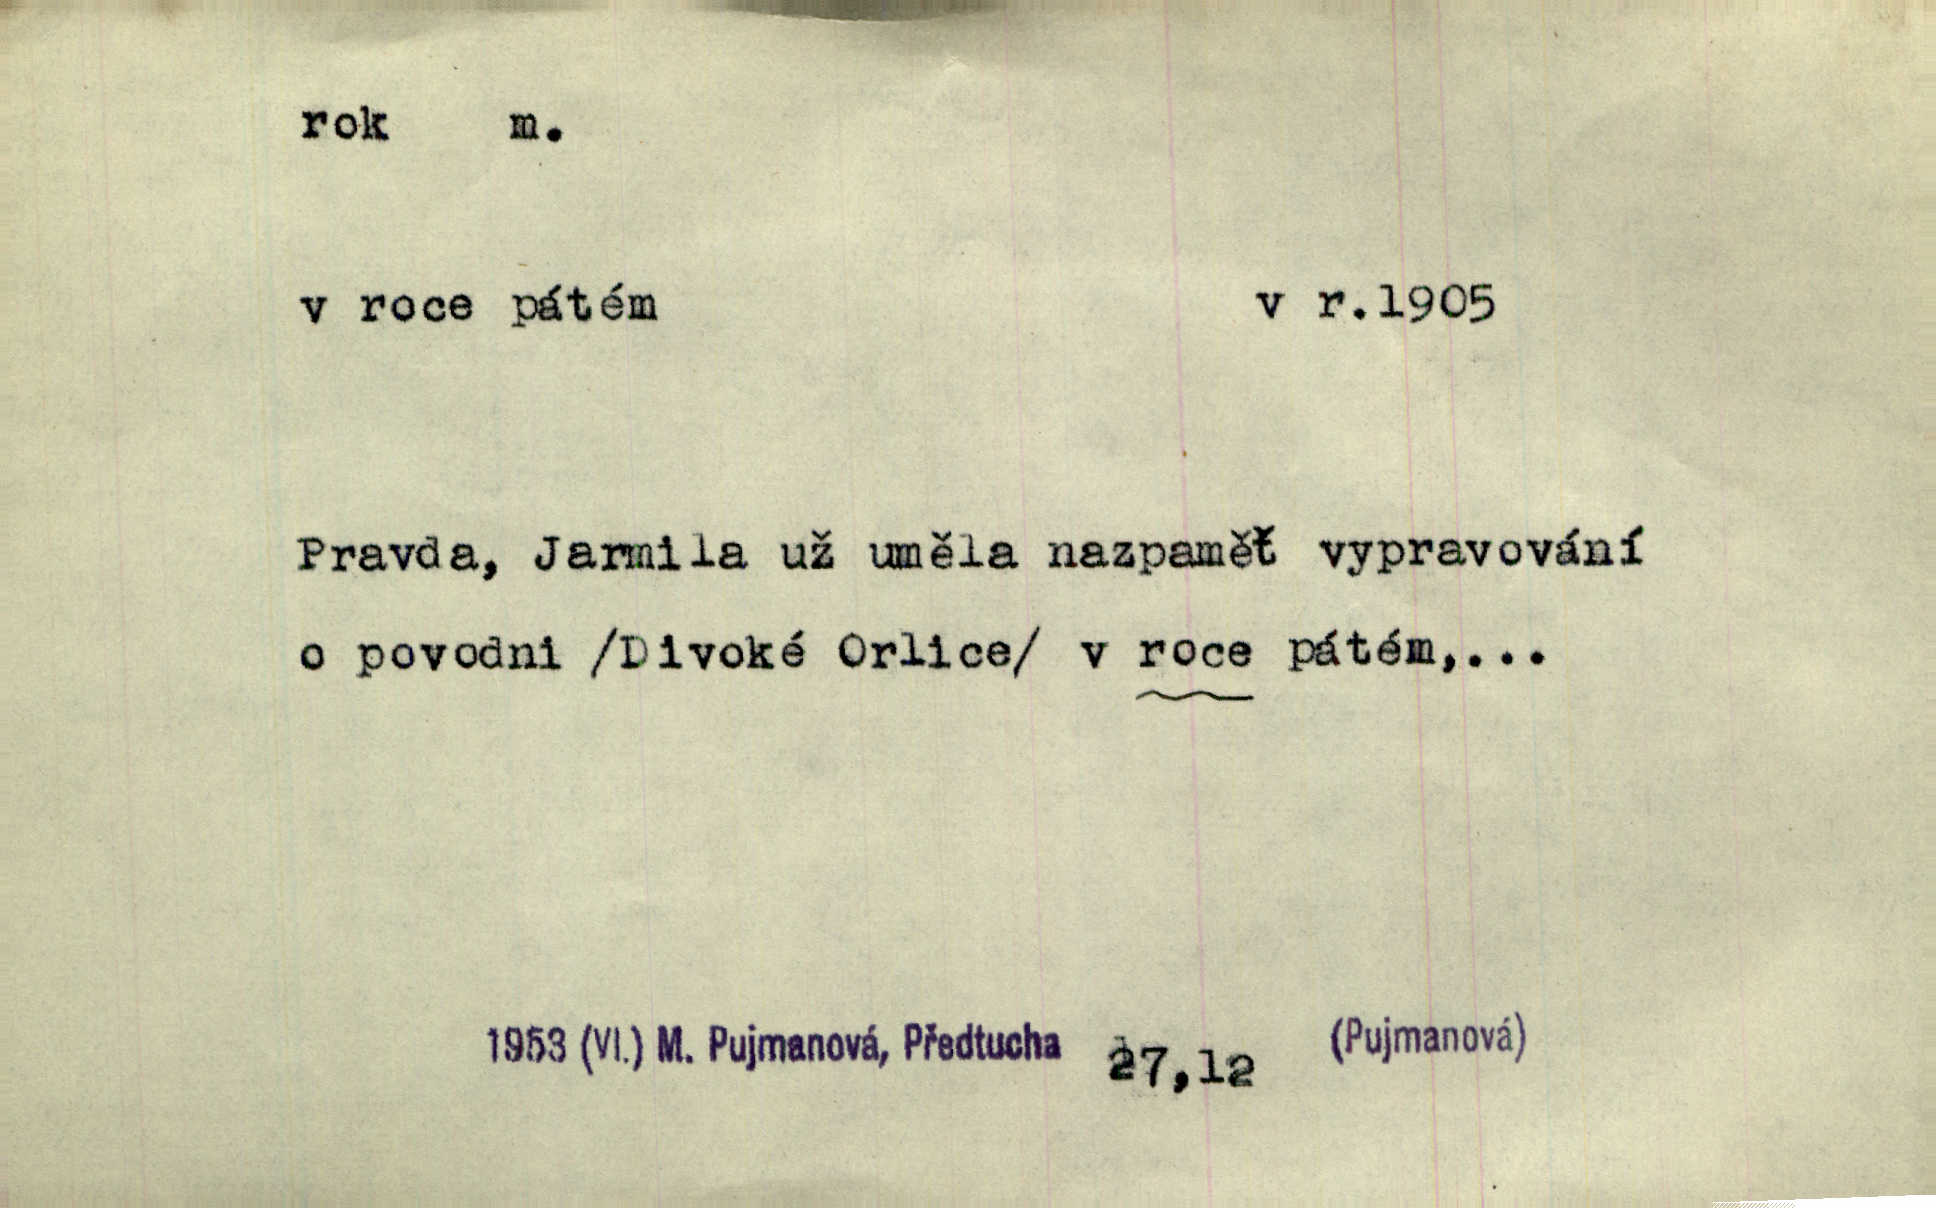 rok m.
v roce pátém v r.1905
Pravda, Jarmila už uměla nazpaměť vypravování
o povodni /Divoké Orlice/ v roce pátém,...
1953 (VI.) M. Pujmanová, Předtucha 27,12 (Pujmanová)